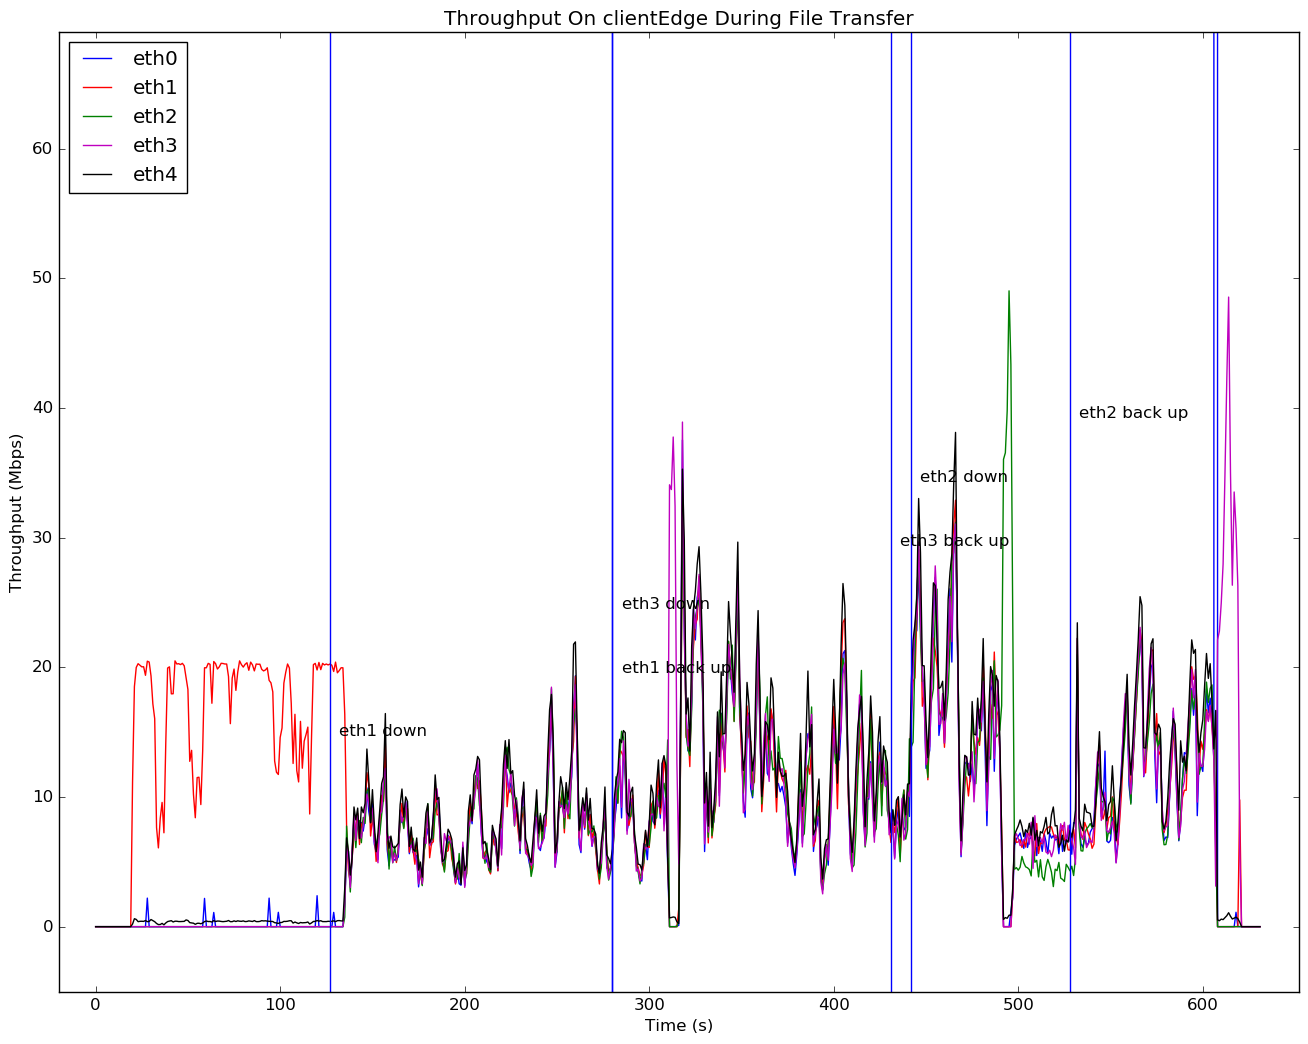 Throughput On clientEdge During File Transfer
eth0
eth1
eth2
eth3
eth4
60
50
40
30
20
10
0
Throughput (Mbps)
eth2 back up
eth2 down
eth3 back up
eth3 down
eth1 back up
eth1 down
0
100
200
300
400
500
600
Time (s)